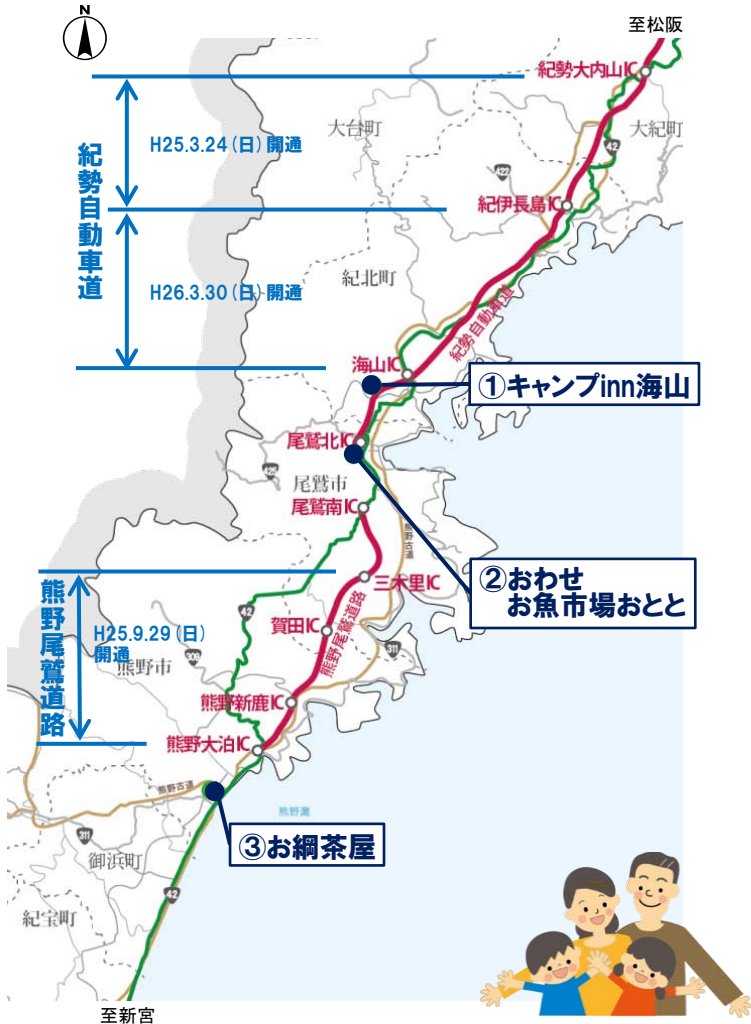 N
至松阪
紀勢大内山IC
大台町
大紀町
H25.3.24(日)開通
42
422
紀勢自動車道
紀伊長島IC
紀北町
H26.3.30(日)開通
紀勢自動車道
海山IC
①キャンプinn海山
尾鷲北IC
425
尾鷲市
尾鷲南IC
熊野古道
②おわせ
お魚市場おとと
三木里IC
熊野尾鷲道路
H25.9.29(日)
開通
42
賀田IC
熊野尾鷲道路
311
309
熊野市
熊野新鹿IC
熊野大泊IC
熊野古道
熊野灘
③お綱茶屋
311
御浜町
42
紀宝町
至新宮